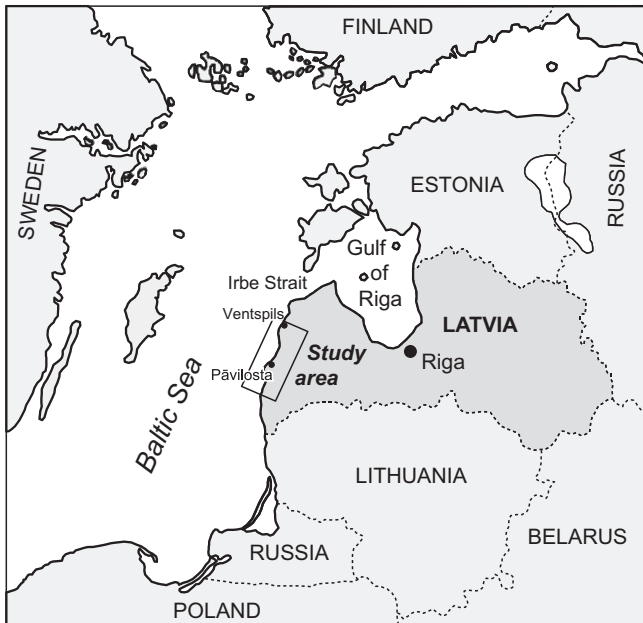 FINLAND
SWEDEN
ESTONIA
RUSSIA
Gulf
of
Riga
Irbe Strait
Ventspils
LATVIA
Study
area
Riga
Pāvilosta
Baltic Sea
LITHUANIA
BELARUS
RUSSIA
POLAND